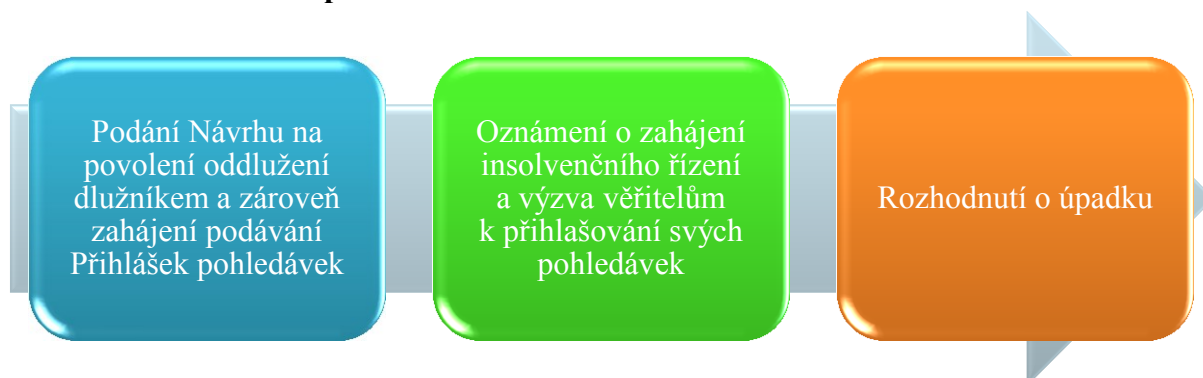 Podání Návrhu na
povolení oddlužení
dlužníkem a zároveň
zahájení podávání
Přihlášek pohledávek
Oznámení o zahájení
insolvenčního řízení
a výzva věřitelům
k přihlašování svých
pohledávek
Rozhodnutí o úpadku